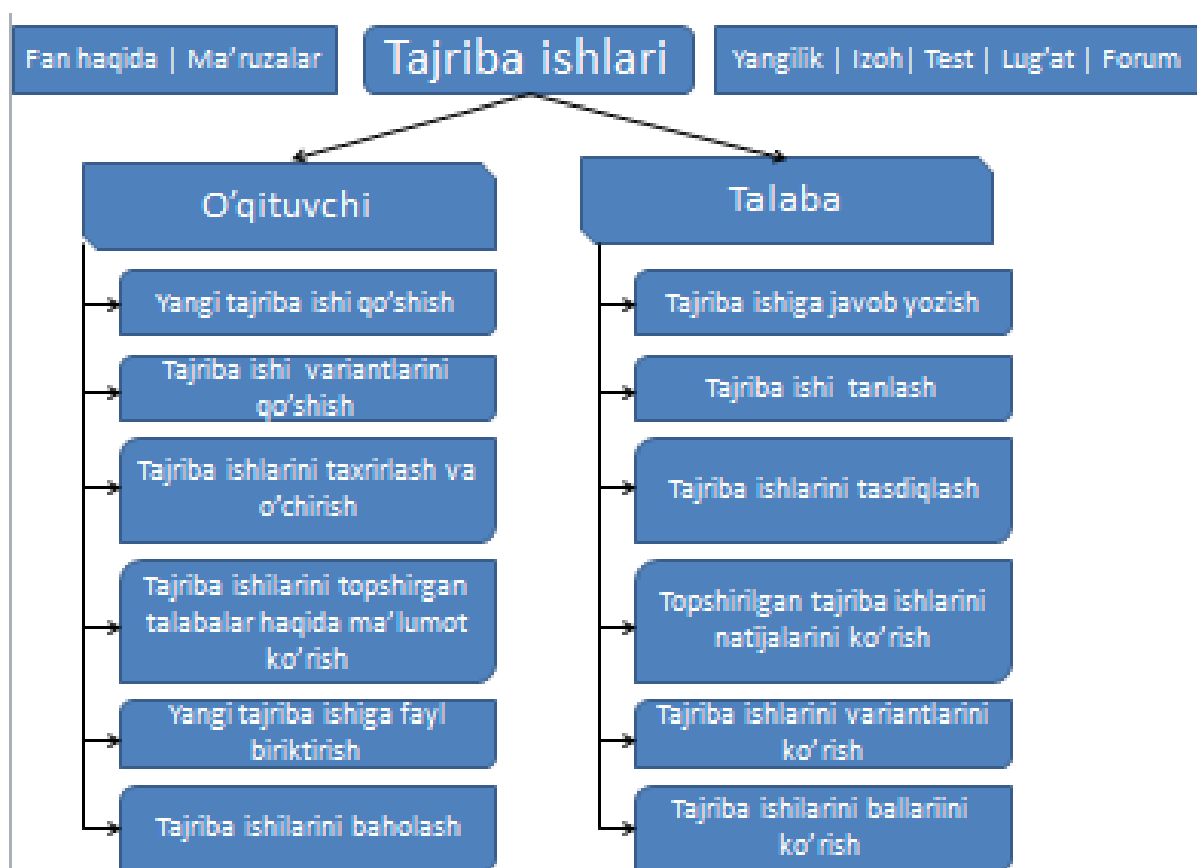 Fan haqida | Ma'ruzalar
Tajriba ishlari
Yangilik | Izoh| Test | Lug'at | Forum
O'qituvchi
Yangi tajriba ishi qo'shish
Tajriba ishi variantlarini
qo'shish
Tajriba ishlarini taxrirlash va
o'chirish
Tajriba ishilarini topshirgan
talabalar haqida ma'lumot
ko'rish
Yangi tajriba ishiga fayl
biriktirish
Tajriba ishilarini baholash
Talaba
Tajriba ishiga javob yozish
Tajriba ishi tanlash
Tajriba ishlarini tasdiqlash
Topshirilgan tajriba ishlarini
natijalarini ko'rish
Tajriba ishlarini variantlarini
ko'rish
Tajriba ishilarini ballariini
ko'rish